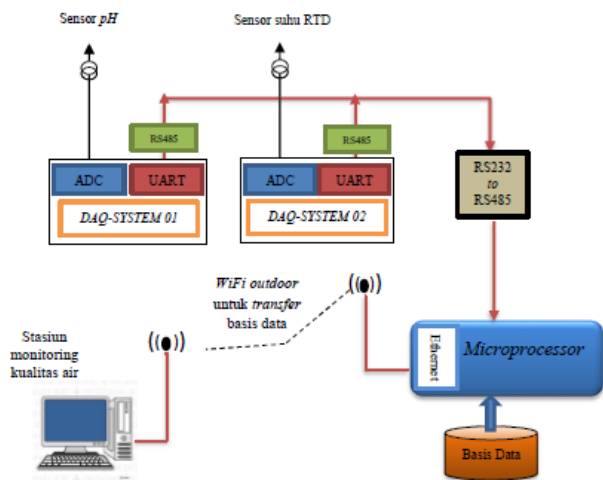 Sensor pH
Sensor suhu RTD
RS485
RS485
ADC
UART
ADC
UART
DAQ-SYSTEM 01
DAQ-SYSTEM 02
RS232
to
RS485
WiFi outdoor
untuk transfer
basis data
Stasiun
monitoring
kualitas air
Ethernet
Microprocessor
Basis Data